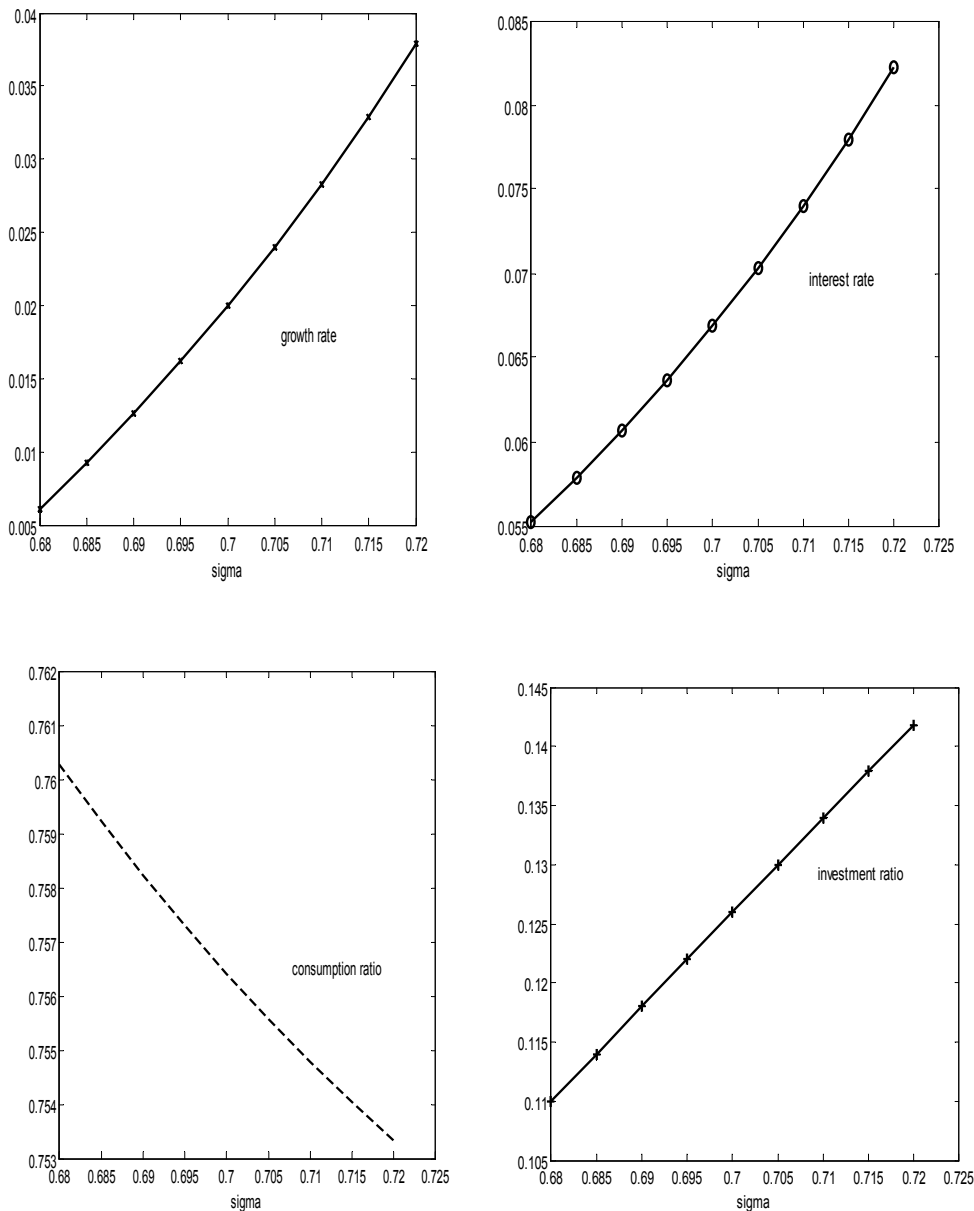 0.04
0.035
0.03
0.025
0.02
0.015
0.01
0.005
growth rate
0.68 0.685 0.69 0.695 0.7 0.705 0.71 0.715 0.72
sigma
0.085
0.08
0.075
0.07
0.065
0.06
0.055
interest rate
0.68 0.685 0.69 0.695 0.7 0.705 0.71 0.715 0.72 0.725
sigma
0.762
0.761
0.76
0.759
0.758
0.757
0.756
0.755
0.754
0.753
consumption ratio
0.68 0.685 0.69 0.695 0.7 0.705 0.71 0.715 0.72 0.725
sigma
0.145
0.14
0.135
0.13
0.125
0.12
0.115
0.11
0.105
investment ratio
0.68 0.685 0.69 0.695 0.7 0.705 0.71 0.715 0.72 0.725
sigma